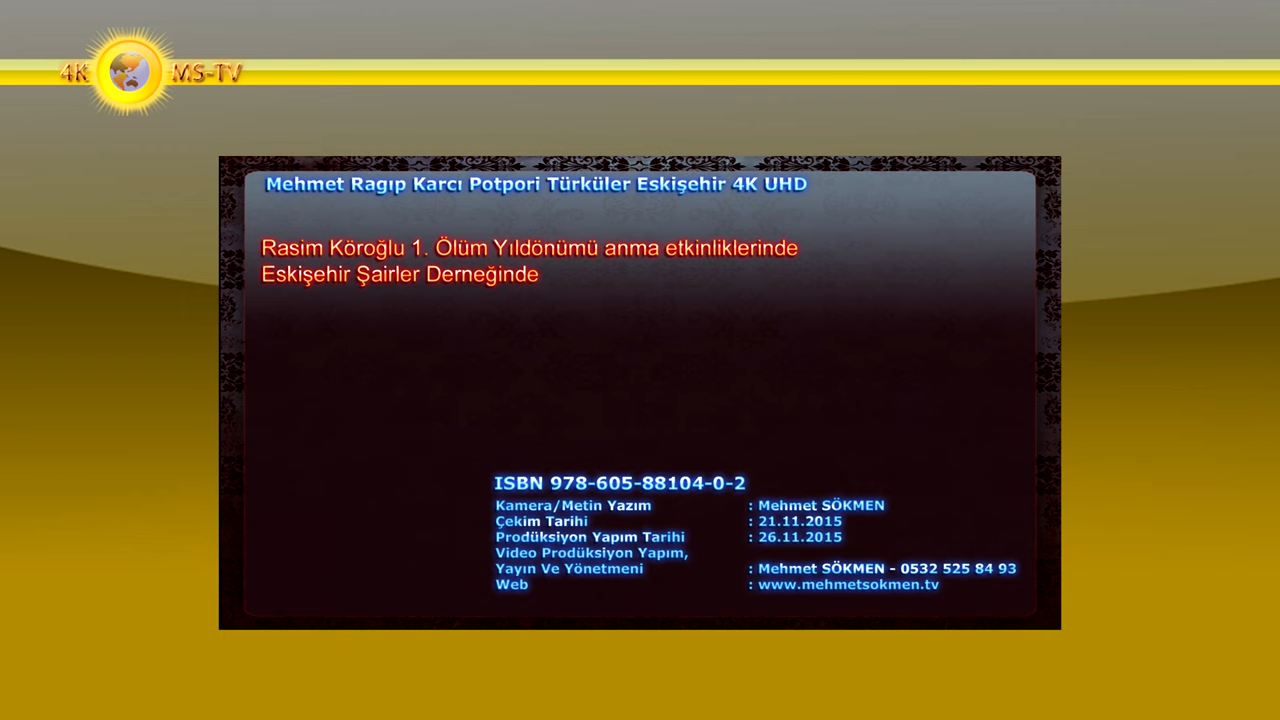 4K MS-TV
Mehmet Ragıp Karcı Potpori Türküler Eskişehir 4K UHD
Rasim Köroğlu 1. Ölüm Yıldönümü anma etkinliklerinde
Eskişehir Şairler Derneğinde
ISBN 978-605-88104-0-2
Kamera/Metin Yazım : Mehmet SÖKMEN
Çekim Tarihi : 21.11.2015
Prodüksiyon Yapım Tarihi : 26.11.2015
Video Prodüksiyon Yapım,
Yayın Ve Yönetmeni : Mehmet SÖKMEN - 0532 525 84 93
Web : www.mehmetsokmen.tv